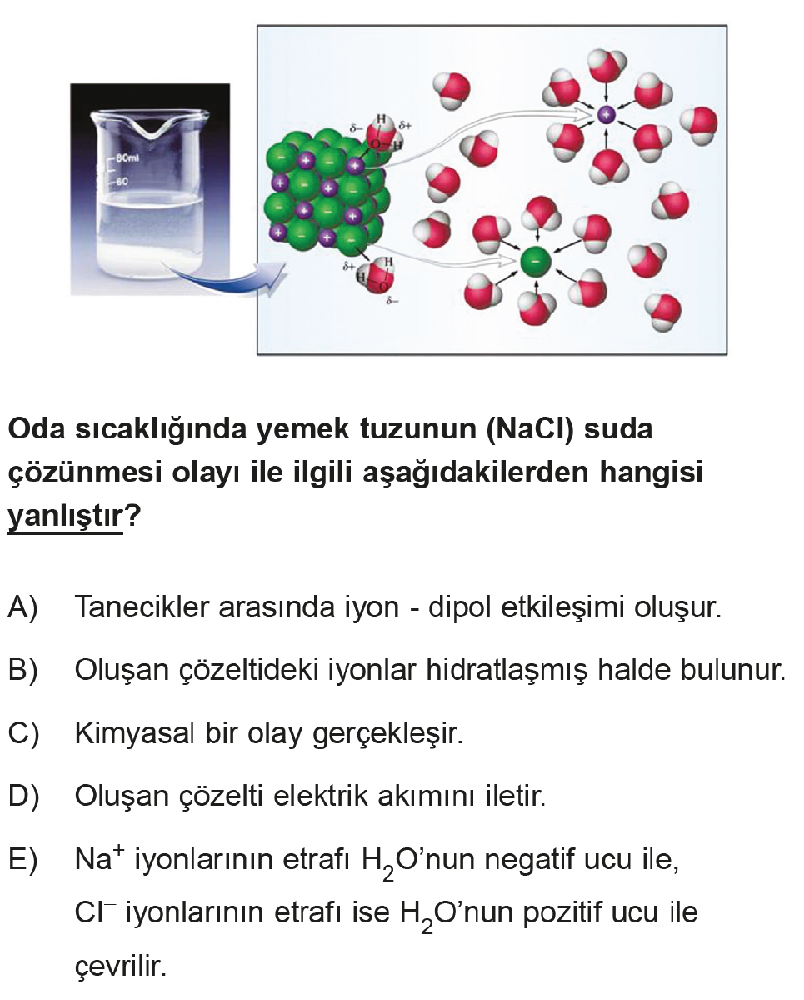 80ml
60
δ– H δ+
O–H
+ + + + + + + +
– – – – – – – – –
δ+ H H
O
δ–
+
–
Oda sıcaklığında yemek tuzunun (NaCl) suda
çözünmesi olayı ile ilgili aşağıdakilerden hangisi
yanlıştır?
A) Tanecikler arasında iyon - dipol etkileşimi oluşur.
B) Oluşan çözeltideki iyonlar hidratlaşmış halde bulunur.
C) Kimyasal bir olay gerçekleşir.
D) Oluşan çözelti elektrik akımını iletir.
E) Na⁺ iyonlarının etrafı H₂O’nun negatif ucu ile,
Cl⁻ iyonlarının etrafı ise H₂O’nun pozitif ucu ile
çevrilir.